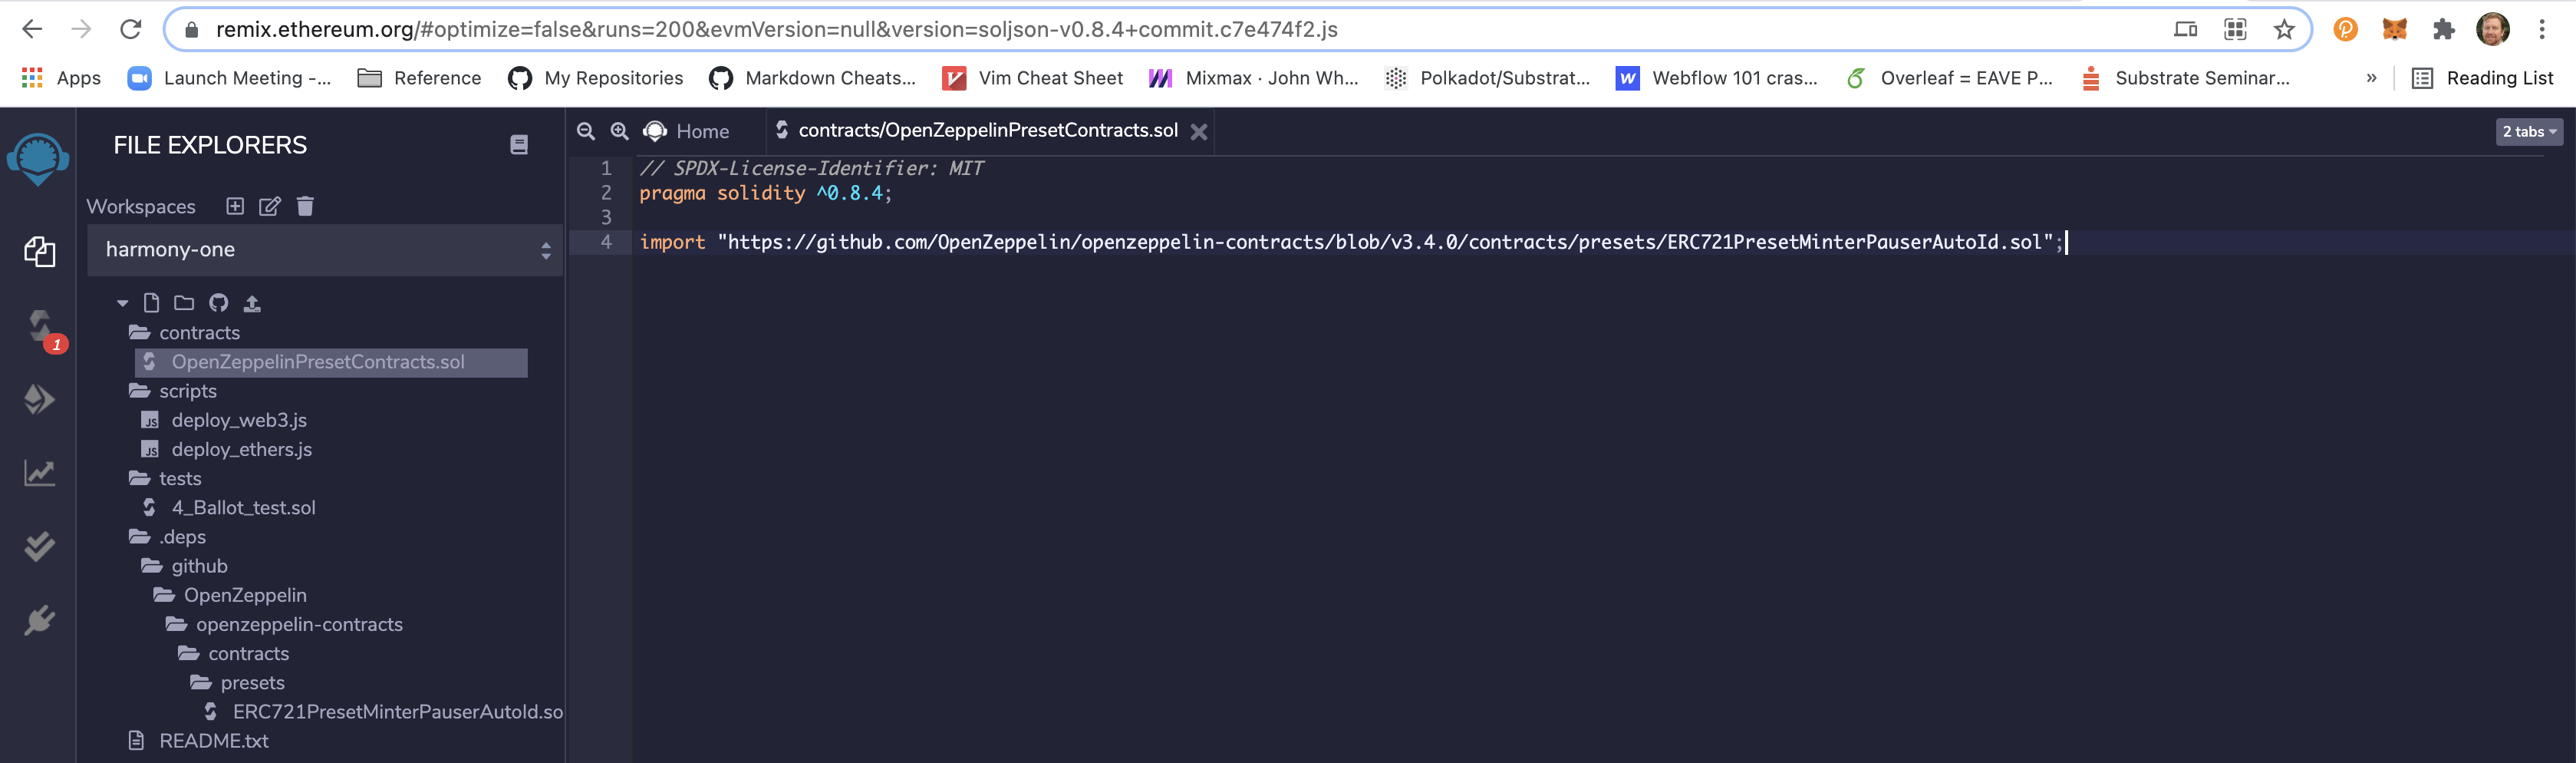 remix.ethereum.org/#optimize=false&runs=200&evmVersion=null&version=soljson-v0.8.4+commit.c7e474f2.js
Apps Launch Meeting -... Reference My Repositories Markdown Cheats... Vim Cheat Sheet Mixmax · John Wh... Polkadot/Substrat... Webflow 101 cras... Overleaf = EAVE P... Substrate Seminar... » Reading List
FILE EXPLORERS
Workspaces
harmony-one
contracts
OpenZeppelinPresetContracts.sol
scripts
deploy_web3.js
deploy_ethers.js
tests
4_Ballot_test.sol
.deps
github
OpenZeppelin
openzeppelin-contracts
contracts
presets
ERC721PresetMinterPauserAutoId.so
README.txt
1
Home contracts/OpenZeppelinPresetContracts.sol 2 tabs
1 // SPDX-License-Identifier: MIT
2 pragma solidity ^0.8.4;
3
4 import "https://github.com/OpenZeppelin/openzeppelin-contracts/blob/v3.4.0/contracts/presets/ERC721PresetMinterPauserAutoId.sol";